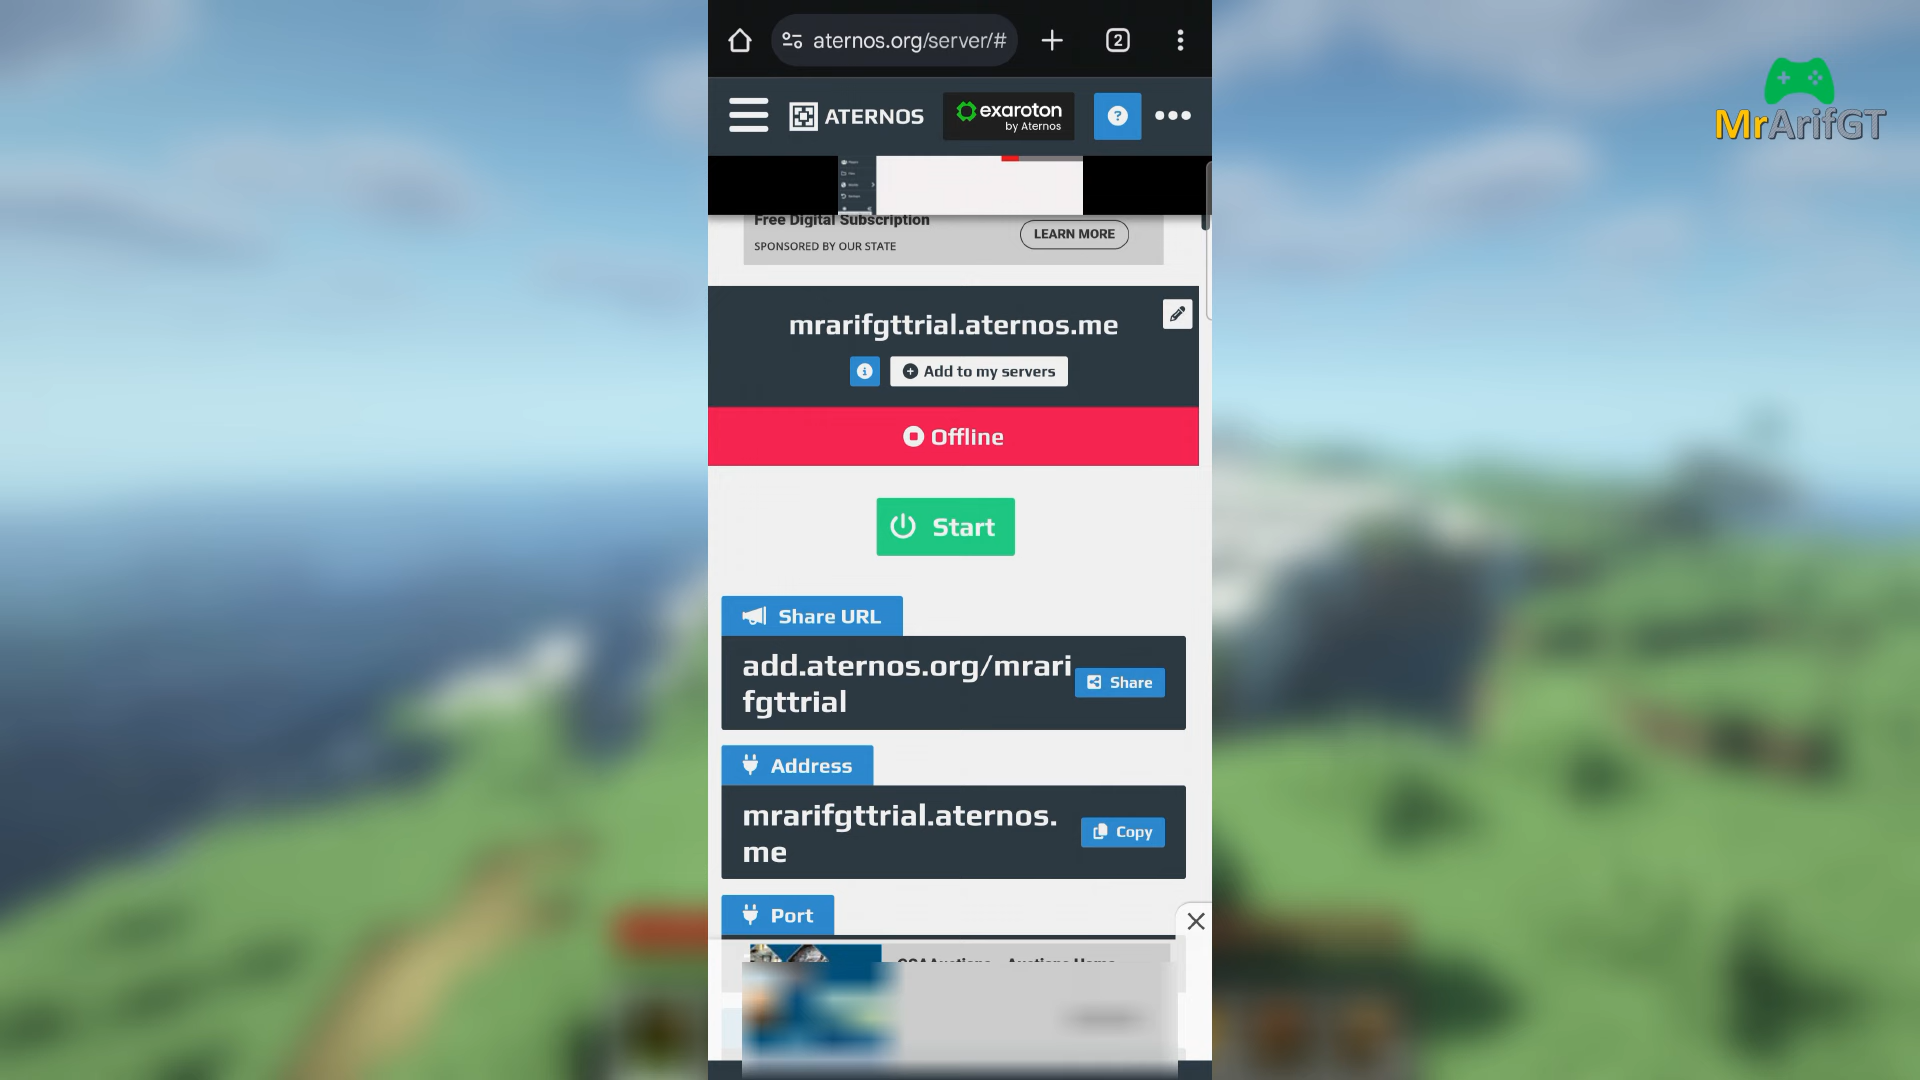 aternos.org/server/#
2
ATERNOS
exaroton
by Aternos
?
MrArifGT
Free Digital Subscription
SPONSORED BY OUR STATE
LEARN MORE
mrarifgttrial.aternos.me
Add to my servers
Offline
Start
Share URL
add.aternos.org/mrari
fgttrial
Share
Address
mrarifgttrial.aternos.
me
Copy
Port